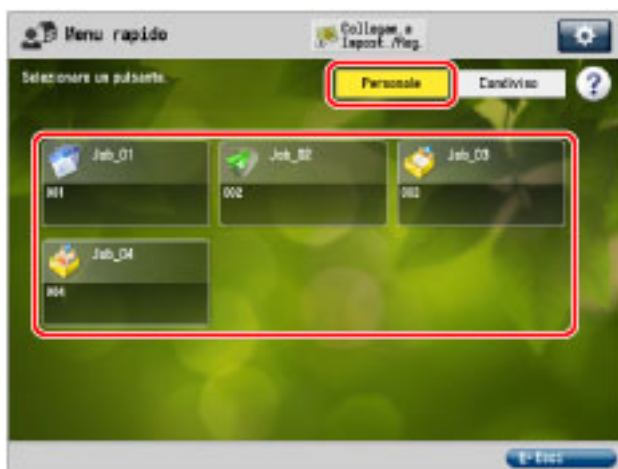 Menu rapido
Collegam. a
Impost./Reg.
Selezionare un pulsante.
Personale
Condiviso
?
Job_01
001
Job_02
002
Job_03
003
Job_04
004
Esci